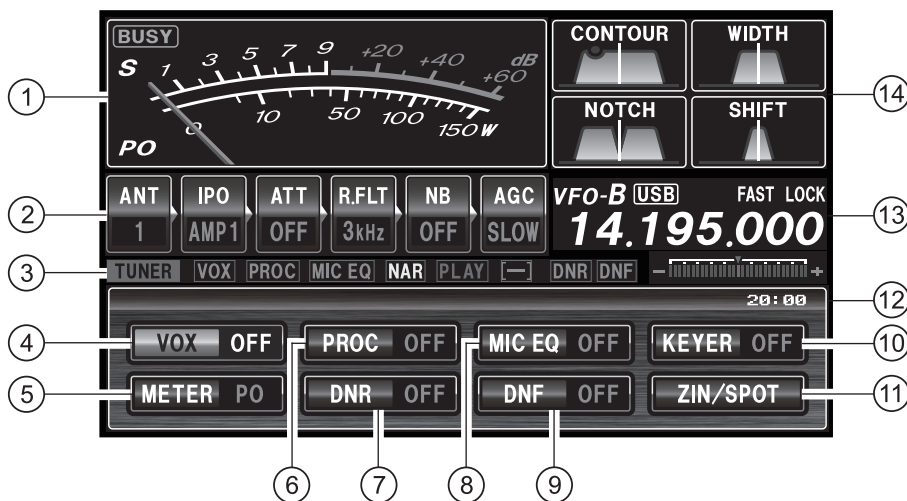 BUSY
S 1 3 5 7 9 +20 +40 +60 dB
0 10 50 100 150 W
PO
CONTOUR WIDTH
NOTCH SHIFT
1
14
ANT IPO ATT R.FLT NB AGC
1 AMP1 OFF 3kHz OFF SLOW
2
VFO-B USB FAST LOCK
14.195.000
13
3
TUNER VOX PROC MIC EQ NAR PLAY [—] DNR DNF
− +
20:00
12
4
VOX OFF PROC OFF MIC EQ OFF KEYER OFF
10
5
METER PO DNR OFF DNF OFF ZIN/SPOT
11
6 7 8 9